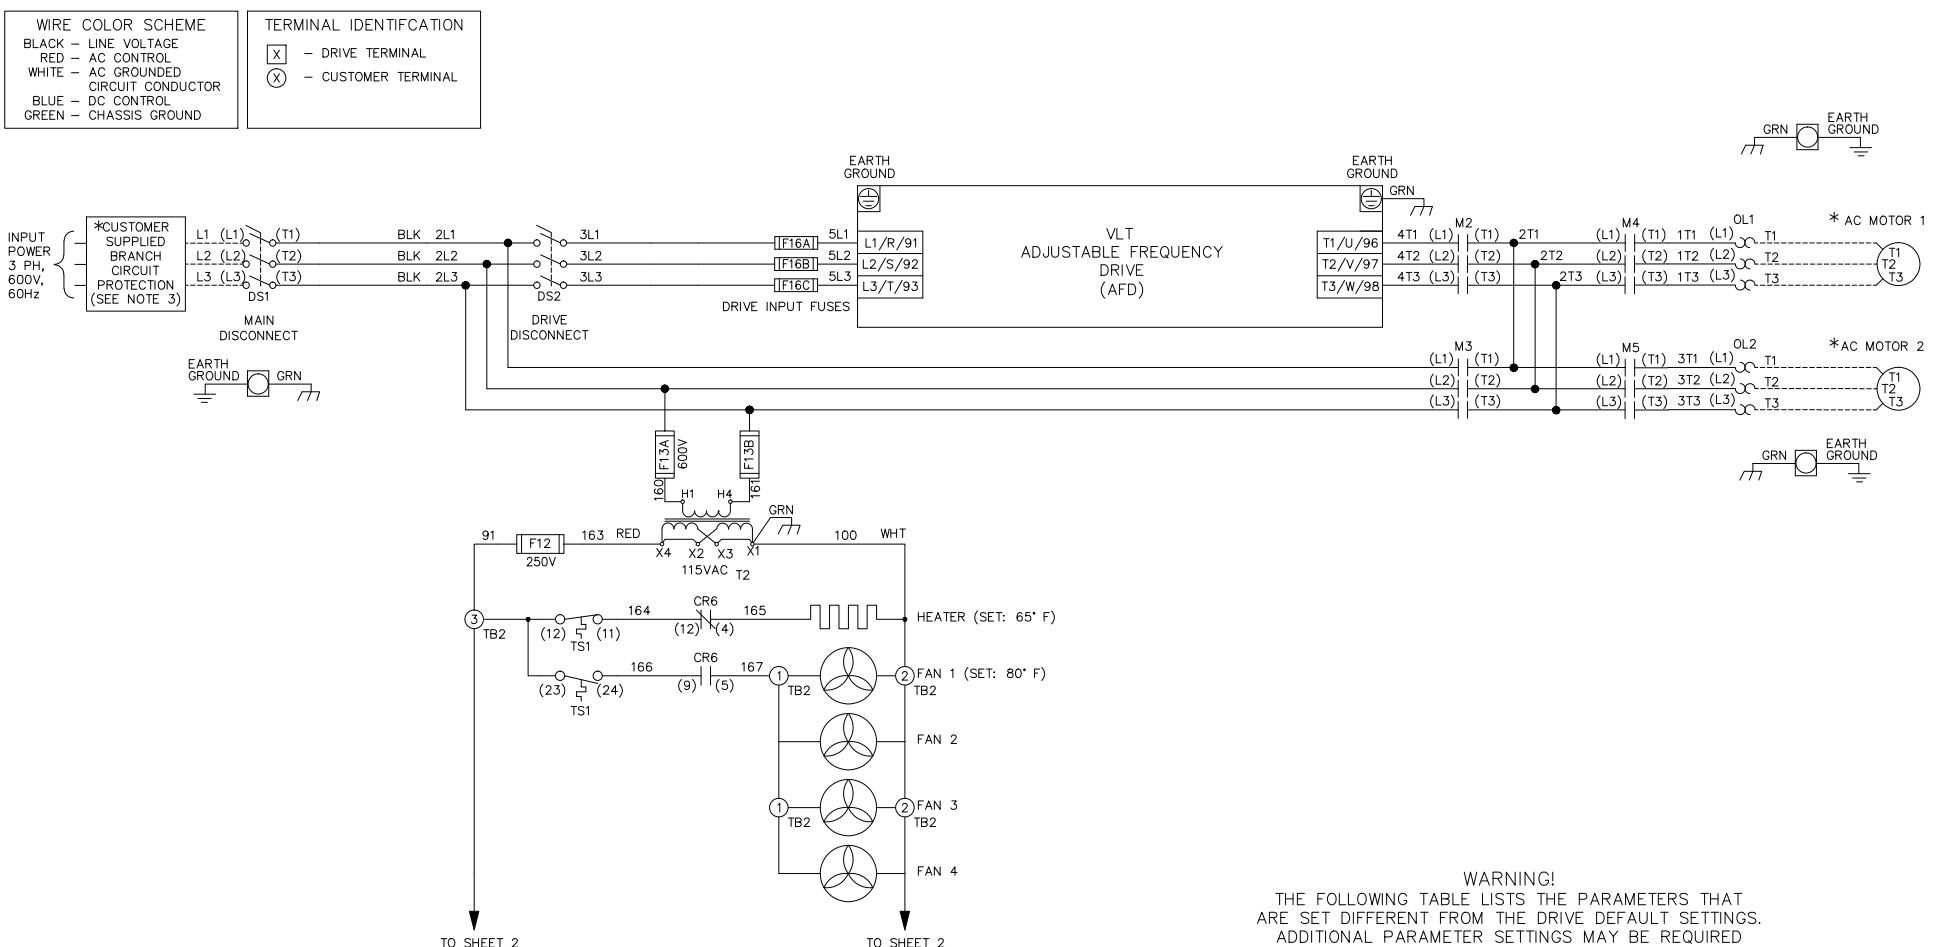 WIRE COLOR SCHEME
BLACK – LINE VOLTAGE
RED – AC CONTROL
WHITE – AC GROUNDED
CIRCUIT CONDUCTOR
BLUE – DC CONTROL
GREEN – CHASSIS GROUND
TERMINAL IDENTIFCATION
X – DRIVE TERMINAL
X – CUSTOMER TERMINAL
GRN
EARTH
GROUND
EARTH
GROUND
EARTH
GROUND
GRN
INPUT
POWER
3 PH,
600V,
60Hz
*CUSTOMER
SUPPLIED
BRANCH
CIRCUIT
PROTECTION
(SEE NOTE 3)
L1 (L1) (T1) BLK 2L1 3L1 F16A 5L1 L1/R/91
L2 (L2) (T2) BLK 2L2 3L2 F16B 5L2 L2/S/92
L3 (L3) (T3) BLK 2L3 3L3 F16C 5L3 L3/T/93
DS1
MAIN
DISCONNECT
DS2
DRIVE
DISCONNECT
DRIVE INPUT FUSES
VLT
ADJUSTABLE FREQUENCY
DRIVE
(AFD)
M2 M4 OL1 * AC MOTOR 1
T1/U/96 4T1 (L1) (T1) 2T1 (L1) (T1) 1T1 (L1) T1
T2/V/97 4T2 (L2) (T2) 2T2 (L2) (T2) 1T2 (L2) T2
T3/W/98 4T3 (L3) (T3) 2T3 (L3) (T3) 1T3 (L3) T3
T1
T2
T3
EARTH
GROUND
GRN
M3 M5 OL2 *AC MOTOR 2
(L1) (T1) (L1) (T1) 3T1 (L1) T1
(L2) (T2) (L2) (T2) 3T2 (L2) T2
(L3) (T3) (L3) (T3) 3T3 (L3) T3
T1
T2
T3
GRN
EARTH
GROUND
F13A
600V
F13B
160
161
H1 H4
GRN
91 F12 163 RED
250V
X4 X2 X3 X1
115VAC T2
100 WHT
3
TB2
164 CR6 165
(12) (11) (12) (4)
TS1
HEATER (SET: 65° F)
166 CR6 167
(23) (24) (9) (5)
TS1
1 TB2
2 TB2
FAN 1 (SET: 80° F)
FAN 2
1 TB2
2 TB2
FAN 3
FAN 4
TO SHEET 2
TO SHEET 2
WARNING!
THE FOLLOWING TABLE LISTS THE PARAMETERS THAT
ARE SET DIFFERENT FROM THE DRIVE DEFAULT SETTINGS.
ADDITIONAL PARAMETER SETTINGS MAY BE REQUIRED